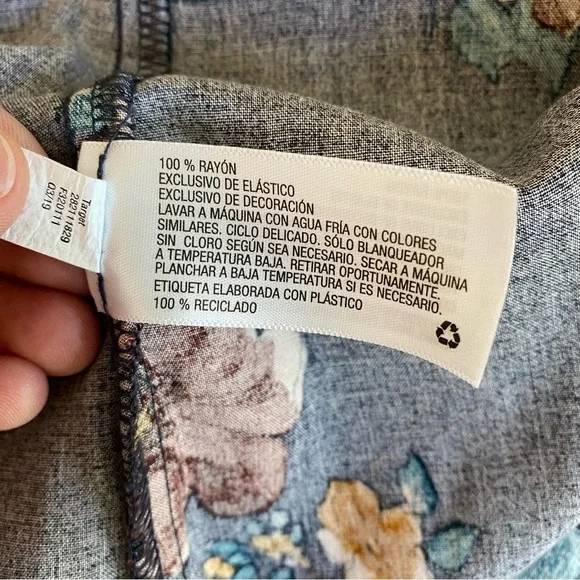 100 % RAYÓN
EXCLUSIVO DE ELÁSTICO
EXCLUSIVO DE DECORACIÓN
LAVAR A MÁQUINA CON AGUA FRÍA CON COLORES
SIMILARES. CICLO DELICADO. SÓLO BLANQUEADOR
SIN CLORO SEGÚN SEA NECESARIO. SECAR A MÁQUINA
A TEMPERATURA BAJA. RETIRAR OPORTUNAMENTE.
PLANCHAR A BAJA TEMPERATURA SI ES NECESARIO.
ETIQUETA ELABORADA CON PLÁSTICO
100 % RECICLADO
Target
282111829
F320111
03/19